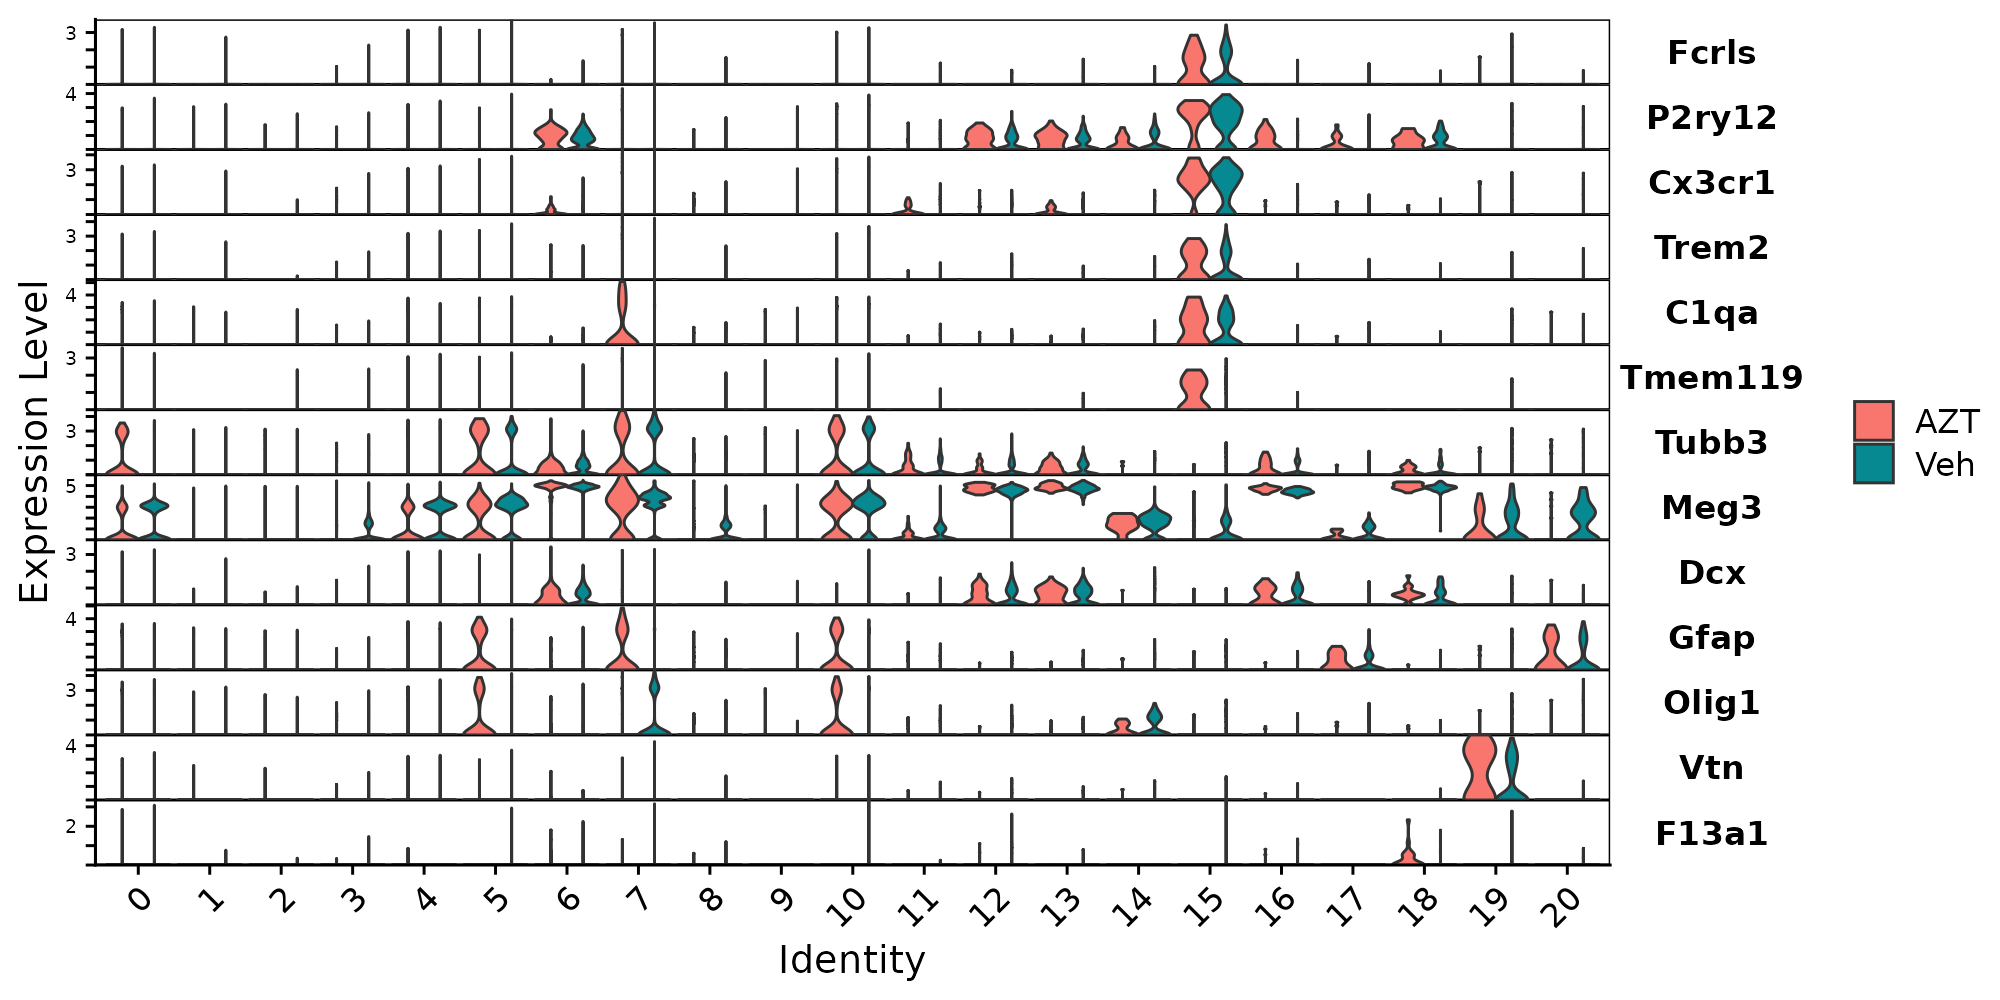 Expression Level
3
Fcrls
4
P2ry12
3
Cx3cr1
3
Trem2
4
C1qa
3
Tmem119
3
Tubb3
5
Meg3
3
Dcx
4
Gfap
3
Olig1
4
Vtn
2
F13a1
AZT
Veh
0 1 2 3 4 5 6 7 8 9 10 11 12 13 14 15 16 17 18 19 20
Identity